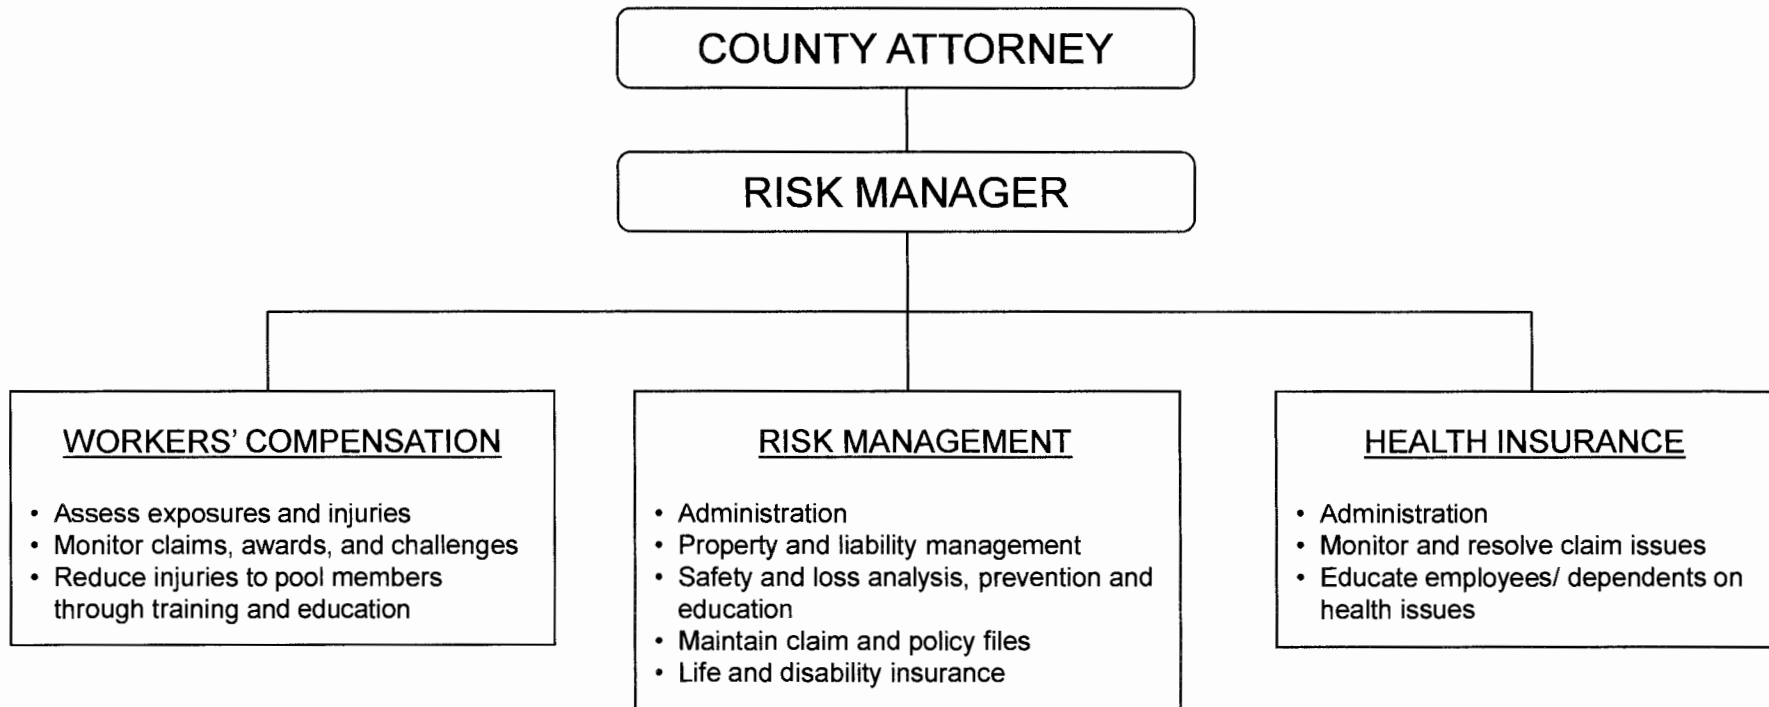 COUNTY ATTORNEY
RISK MANAGER
WORKERS' COMPENSATION
• Assess exposures and injuries
• Monitor claims, awards, and challenges
• Reduce injuries to pool members
through training and education
RISK MANAGEMENT
• Administration
• Property and liability management
• Safety and loss analysis, prevention and
education
• Maintain claim and policy files
• Life and disability insurance
HEALTH INSURANCE
• Administration
• Monitor and resolve claim issues
• Educate employees/ dependents on
health issues